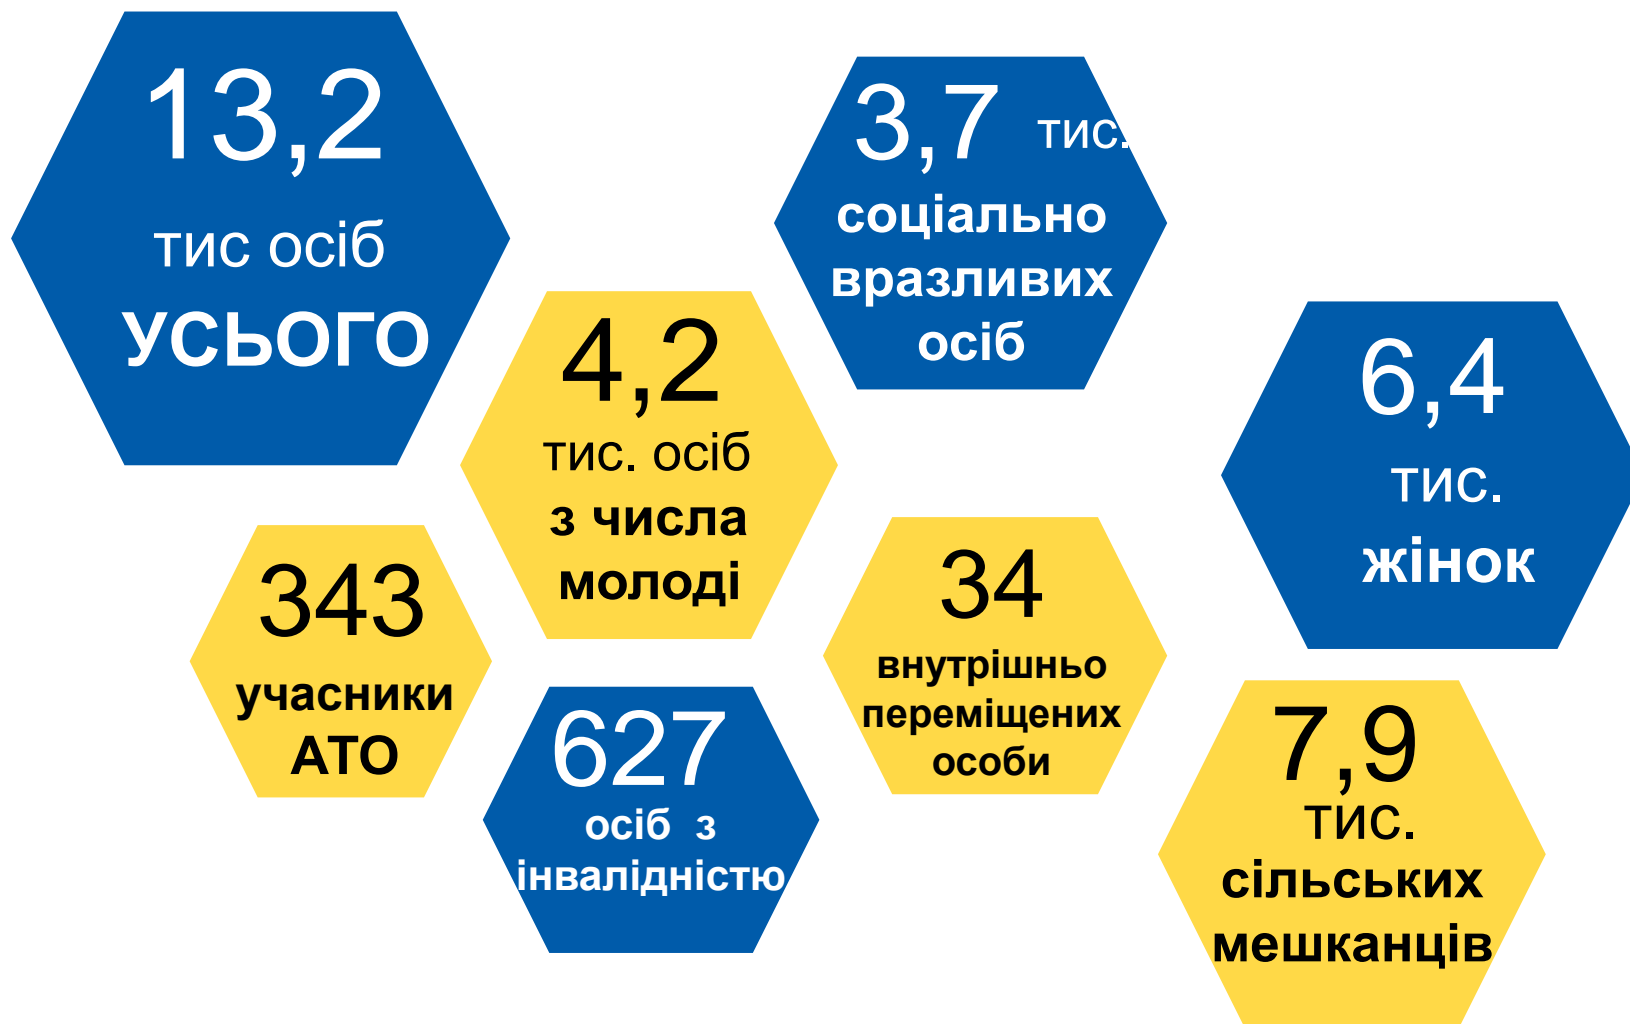 13,2
тис осіб
УСЬОГО
3,7 тис.
соціально
вразливих
осіб
4,2
тис. осіб
з числа
молоді
6,4
тис.
жінок
343
учасники
АТО
34
внутрішньо
переміщених
особи
627
осіб з
інвалідністю
7,9
тис.
сільських
мешканців